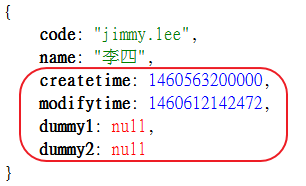 {
code: "jimmy.lee",
name: "李四",
createtime: 1460563200000,
modifytime: 1460612142472,
dummy1: null,
dummy2: null
}